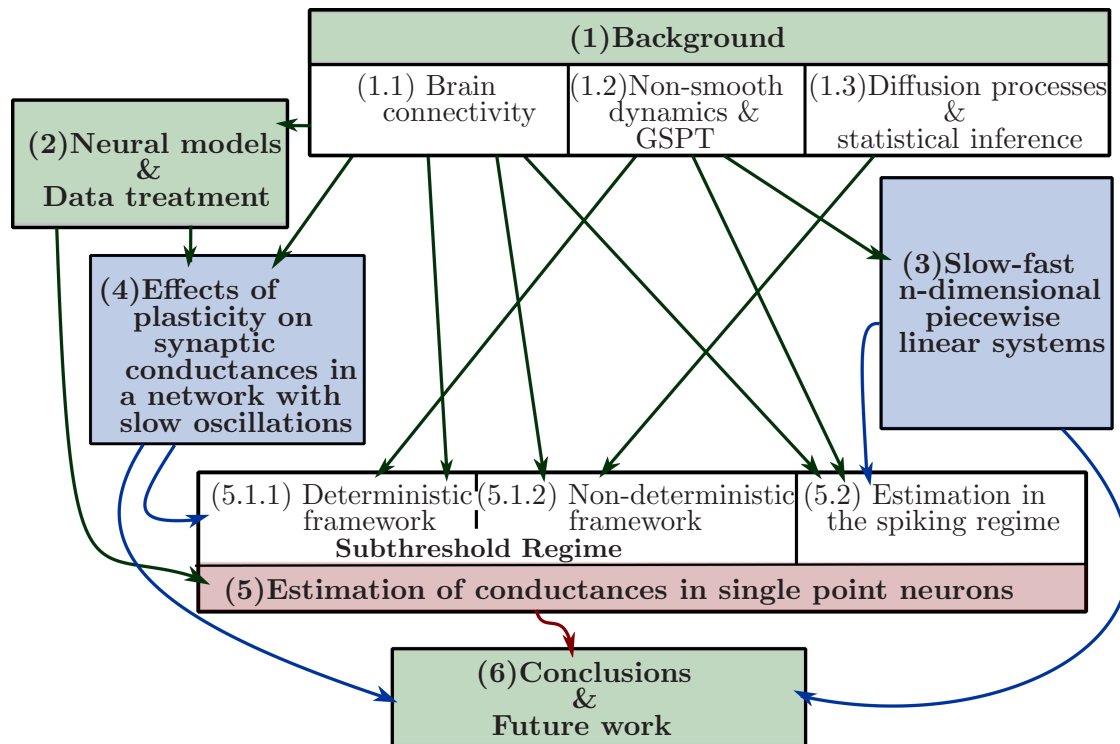 (1)Background
(1.1) Brain
connectivity
(1.2)Non-smooth
dynamics &
GSPT
(1.3)Diffusion processes
&
statistical inference
(2)Neural models
&
Data treatment
(3)Slow-fast
n-dimensional
piecewise
linear systems
(4)Effects of
plasticity on
synaptic
conductances in
a network with
slow oscillations
(5.1.1) Deterministic
framework
(5.1.2) Non-deterministic
framework
Subthreshold Regime
(5.2) Estimation in
the spiking regime
(5)Estimation of conductances in single point neurons
(6)Conclusions
&
Future work